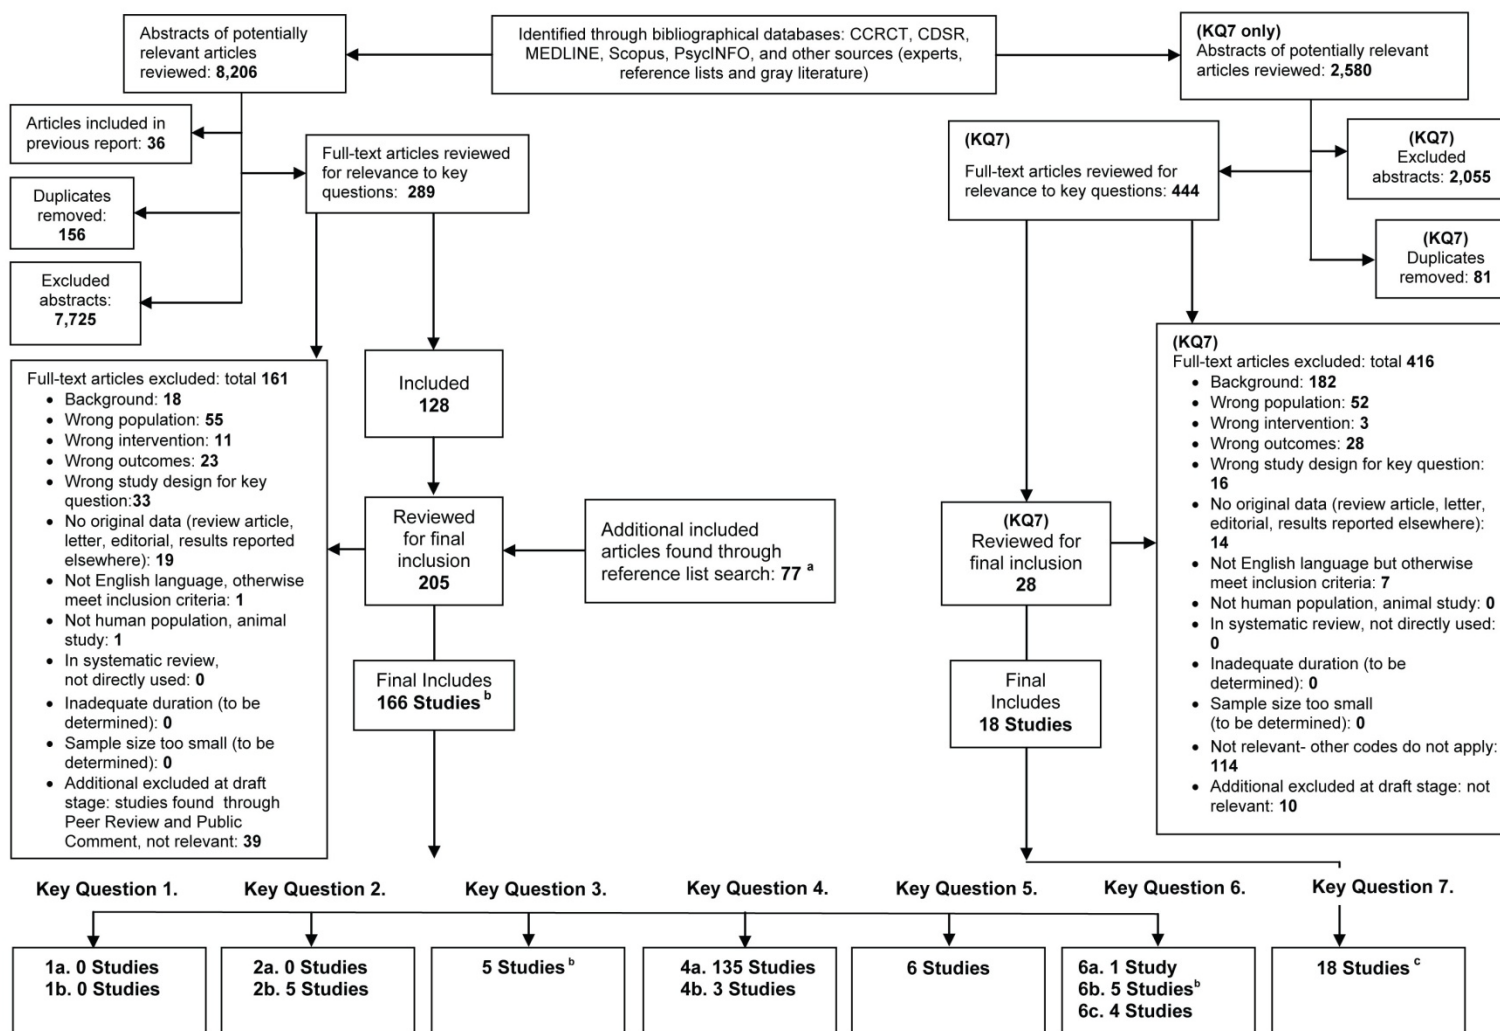 Abstracts of potentially
relevant articles
reviewed: 8,206
Identified through bibliographical databases: CCRCT, CDSR,
MEDLINE, Scopus, PsycINFO, and other sources (experts,
reference lists and gray literature)
(KQ7 only)
Abstracts of potentially relevant
articles reviewed: 2,580
Articles included in
previous report: 36
Full-text articles reviewed
for relevance to key
questions: 289
(KQ7)
Full-text articles reviewed for
relevance to key questions: 444
(KQ7)
Excluded
abstracts: 2,055
Duplicates
removed:
156
(KQ7)
Duplicates
removed: 81
Excluded
abstracts:
7,725
Full-text articles excluded: total 161
• Background: 18
• Wrong population: 55
• Wrong intervention: 11
• Wrong outcomes: 23
• Wrong study design for key
question:33
• No original data (review article,
letter, editorial, results reported
elsewhere): 19
• Not English language, otherwise
meet inclusion criteria: 1
• Not human population, animal
study: 1
• In systematic review,
not directly used: 0
• Inadequate duration (to be
determined): 0
• Sample size too small (to be
determined): 0
• Additional excluded at draft
stage: studies found through
Peer Review and Public
Comment, not relevant: 39
Included
128
Reviewed
for final
inclusion
205
Additional included
articles found through
reference list search: 77 a
Final Includes
166 Studies b
(KQ7)
Reviewed for
final inclusion
28
Final
Includes
18 Studies
(KQ7)
Full-text articles excluded: total 416
• Background: 182
• Wrong population: 52
• Wrong intervention: 3
• Wrong outcomes: 28
• Wrong study design for key question:
16
• No original data (review article, letter,
editorial, results reported elsewhere):
14
• Not English language but otherwise
meet inclusion criteria: 7
• Not human population, animal study: 0
• In systematic review, not directly used:
0
• Inadequate duration (to be
determined): 0
• Sample size too small
(to be determined): 0
• Not relevant- other codes do not apply:
114
• Additional excluded at draft stage: not
relevant: 10
Key Question 1.
Key Question 2.
Key Question 3.
Key Question 4.
Key Question 5.
Key Question 6.
Key Question 7.
1a. 0 Studies
1b. 0 Studies
2a. 0 Studies
2b. 5 Studies
5 Studies b
4a. 135 Studies
4b. 3 Studies
6 Studies
6a. 1 Study
6b. 5 Studies b
6c. 4 Studies
18 Studies c